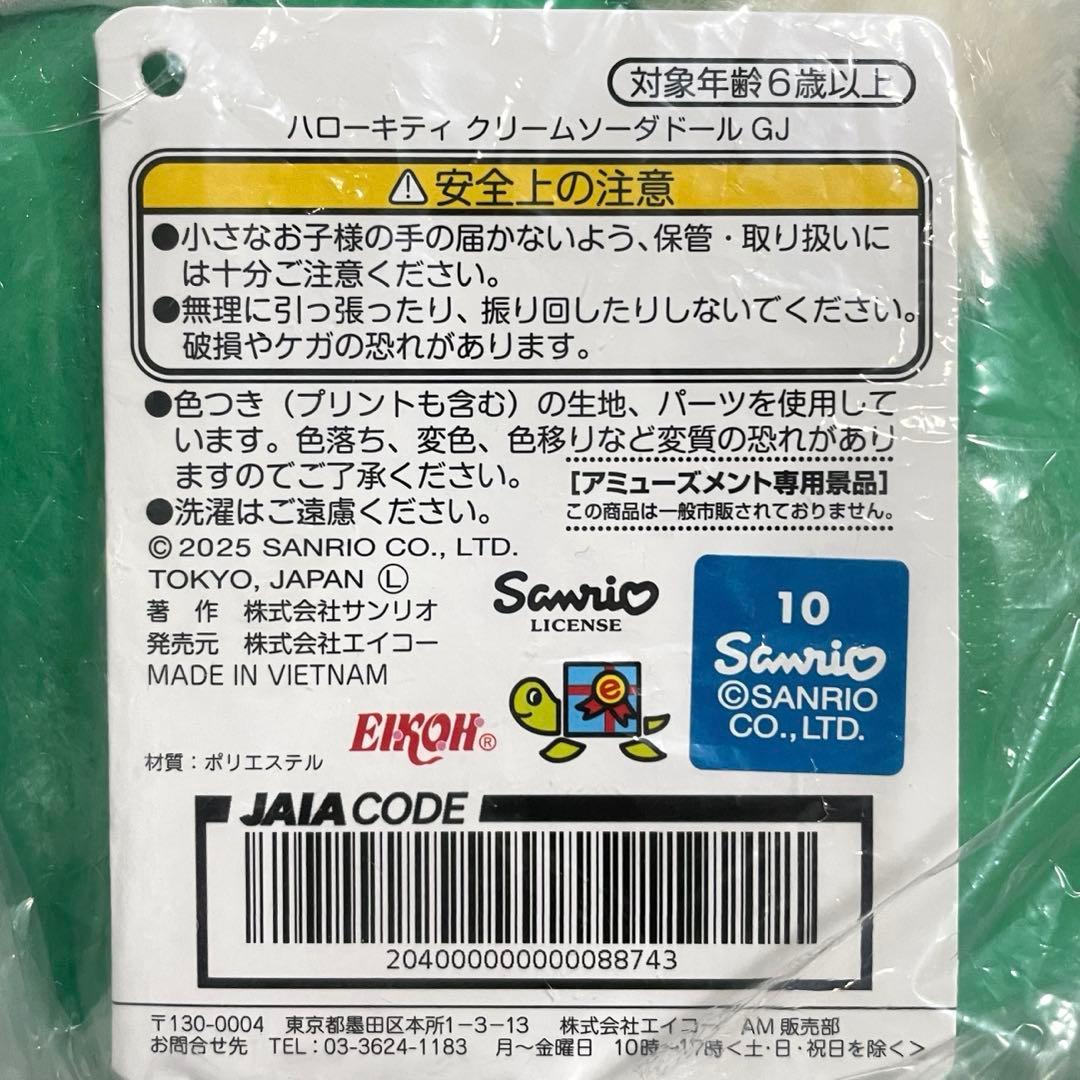 対象年齢6歳以上
ハローキティ クリームソーダドール GJ
⚠安全上の注意
●小さなお子様の手の届かないよう、保管・取り扱いに
は十分ご注意ください。
●無理に引っ張ったり、振り回したりしないでください。
破損やケガの恐れがあります。
●色つき（プリントも含む）の生地、パーツを使用して
います。色落ち、変色、色移りなど変質の恐れがあり
ますのでご了承ください。
[アミューズメント専用景品]
この商品は一般市販されておりません。
●洗濯はご遠慮ください。
© 2025 SANRIO CO., LTD.
TOKYO, JAPAN Ⓛ
著 作 株式会社サンリオ
発売元 株式会社エイコー
MADE IN VIETNAM
Sanrio
LICENSE
10
Sanrio
©SANRIO
CO.,LTD.
e
EIKOH®
材質：ポリエステル
JAIA CODE
204000000000088743
〒130-0004 東京都墨田区本所1-3-13 株式会社エイコー AM 販売部
お問合せ先 TEL：03-3624-1183 月～金曜日 10時～17時＜土・日・祝日を除く＞